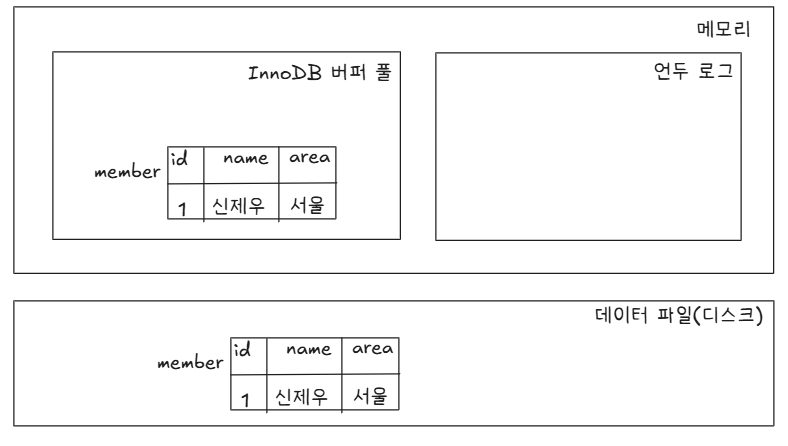 메모리
InnoDB 버퍼 풀
언두 로그
member
id name area
1 신제우 서울
데이터 파일(디스크)
member
id name area
1 신제우 서울